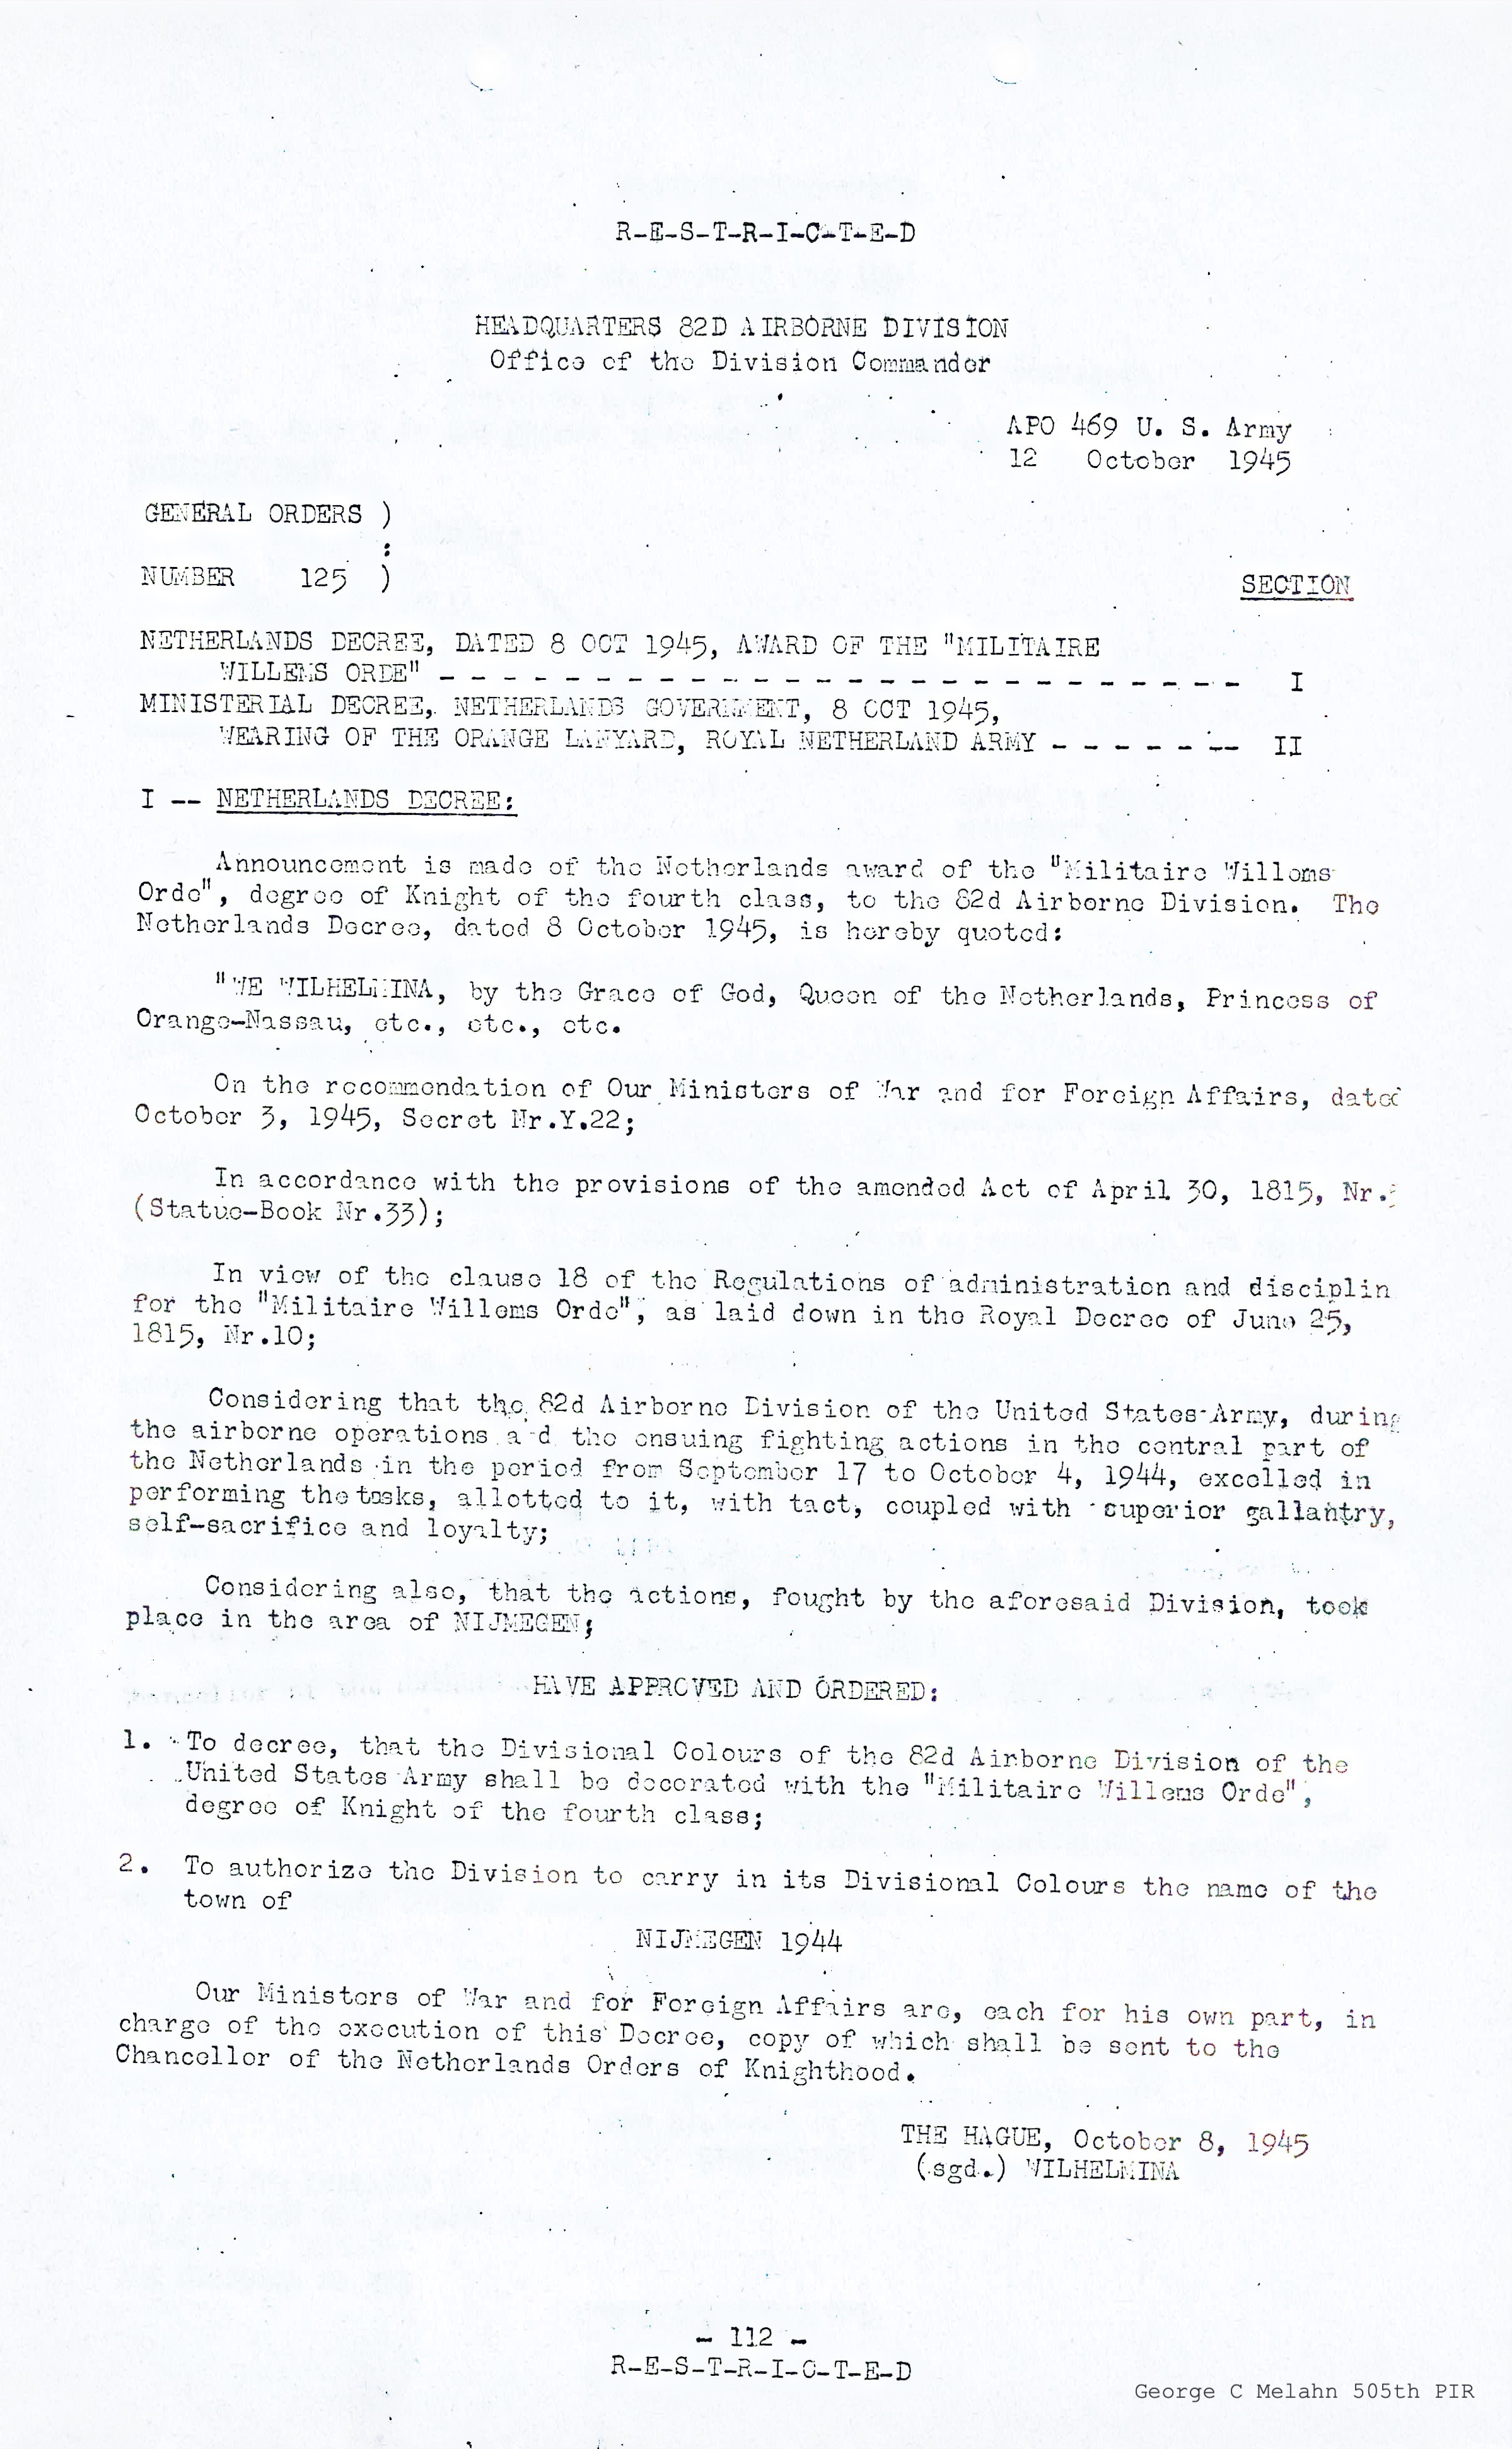 R-E-S-T-R-I-C-T-E-D
HEADQUARTERS 82D AIRBORNE DIVISION
Office of the Division Commander
APO 469 U. S. Army
12 October 1945
GENERAL ORDERS )
:
NUMBER 125 )
SECTION
NETHERLANDS DECREE, DATED 8 OCT 1945, AWARD OF THE "MILITAIRE
WILLEMS ORDE" - - - - - - - - - - - - - - - - - - - - - - - - - - I
MINISTERIAL DECREE, NETHERLANDS GOVERNMENT, 8 OCT 1945,
WEARING OF THE ORANGE LANYARD, ROYAL NETHERLAND ARMY - - - - - - - II
I -- NETHERLANDS DECREE:
Announcement is made of the Netherlands award of the "Militaire Willems
Orde", degree of Knight of the fourth class, to the 82d Airborne Division. The
Netherlands Decree, dated 8 October 1945, is hereby quoted:
"WE WILHELMINA, by the Grace of God, Queen of the Netherlands, Princess of
Orange-Nassau, etc., etc., etc.
On the recommendation of Our Ministers of War and for Foreign Affairs, dated
October 3, 1945, Secret Nr.Y.22;
In accordance with the provisions of the amended Act of April 30, 1815, Nr.
(Statue-Book Nr.33);
In view of the clause 18 of the Regulations of administration and disciplin
for the "Militaire Willems Orde", as laid down in the Royal Decree of June 25,
1815, Nr.10;
Considering that the 82d Airborne Division of the United States Army, during
the airborne operations a d the ensuing fighting actions in the central part of
the Netherlands in the period from September 17 to October 4, 1944, excelled in
performing the tasks, allotted to it, with tact, coupled with superior gallantry,
self-sacrifice and loyalty;
Considering also, that the actions, fought by the aforesaid Division, took
place in the area of NIJMEGEN;
HAVE APPROVED AND ORDERED:
1. To decree, that the Divisional Colours of the 82d Airborne Division of the
United States Army shall be decorated with the "Militaire Willems Orde",
degree of Knight of the fourth class;
2. To authorize the Division to carry in its Divisional Colours the name of the
town of
NIJMEGEN 1944
Our Ministers of War and for Foreign Affairs are, each for his own part, in
charge of the execution of this Decree, copy of which shall be sent to the
Chancellor of the Netherlands Orders of Knighthood.
THE HAGUE, October 8, 1945
(sgd.) WILHELMINA
- 112 -
R-E-S-T-R-I-C-T-E-D
George C Melahn 505th PIR